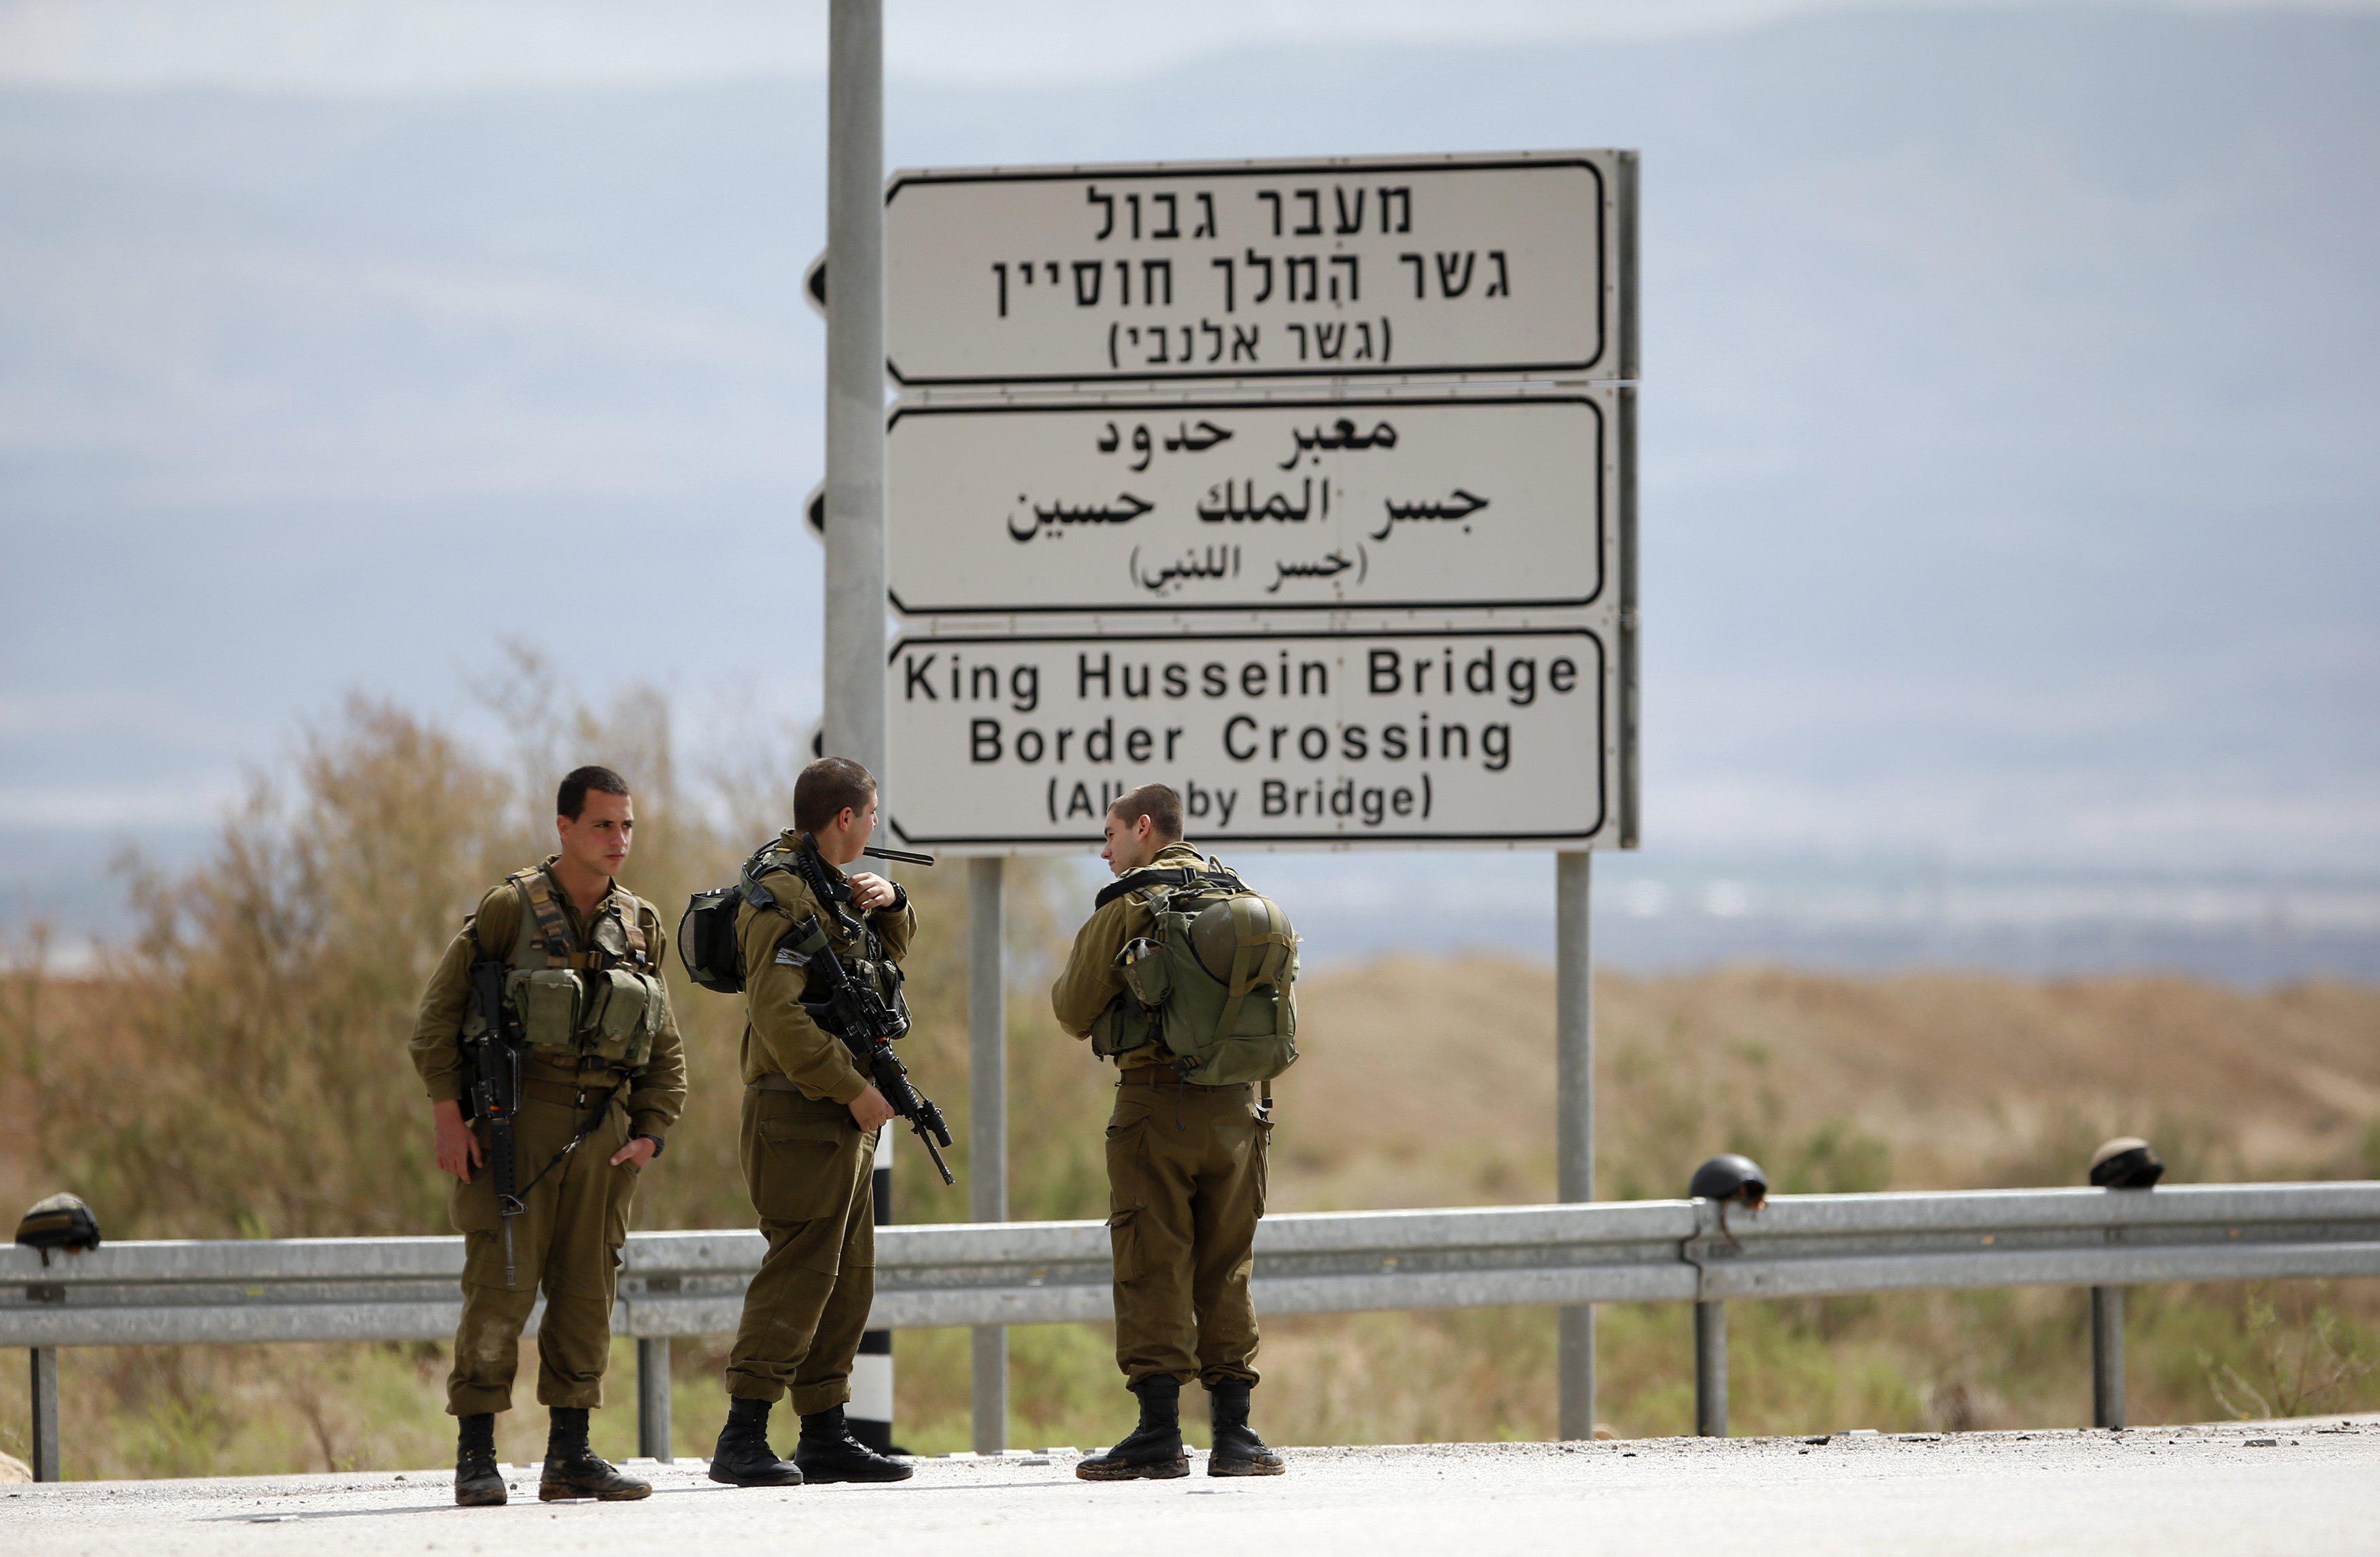 מעבר גבול
גשר המלך חוסיין
(גשר אלנבי)
معبر حدود
جسر الملك حسين
(جسر اللنبي)
King Hussein Bridge
Border Crossing
Bridge)